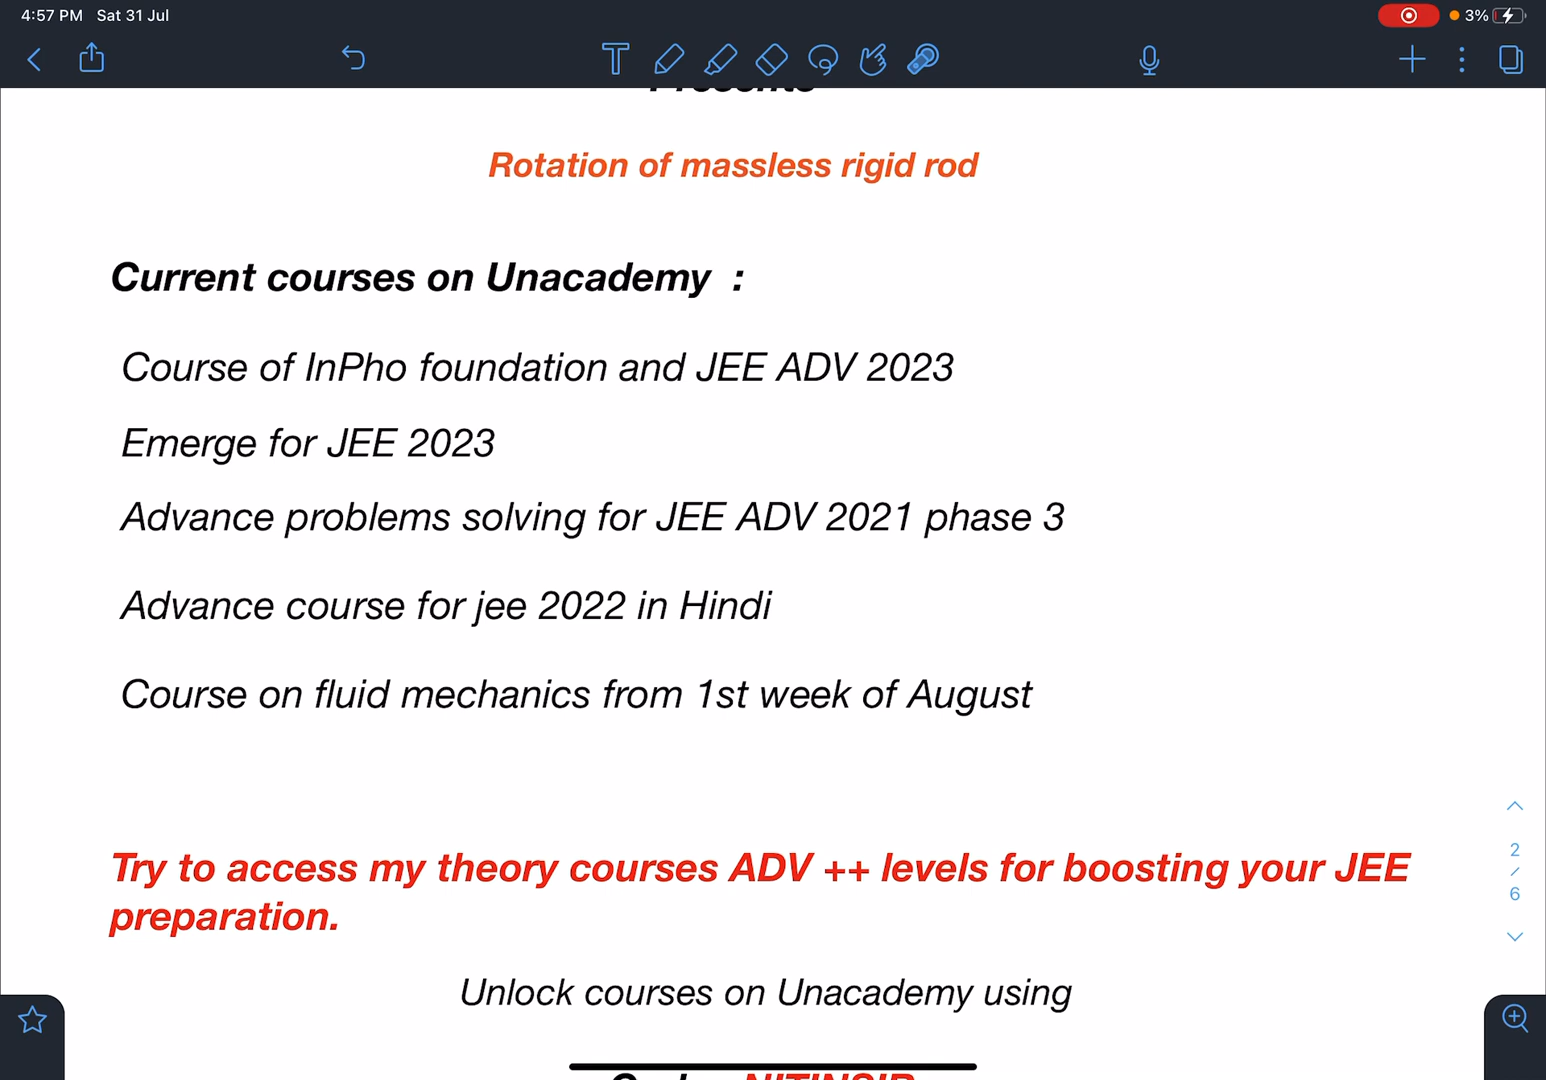 4:57 PM Sat 31 Jul
3%
Presents
Rotation of massless rigid rod
Current courses on Unacademy :
Course of InPho foundation and JEE ADV 2023
Emerge for JEE 2023
Advance problems solving for JEE ADV 2021 phase 3
Advance course for jee 2022 in Hindi
Course on fluid mechanics from 1st week of August
2
/
6
Try to access my theory courses ADV ++ levels for boosting your JEE
preparation.
Unlock courses on Unacademy using
NITINSIR